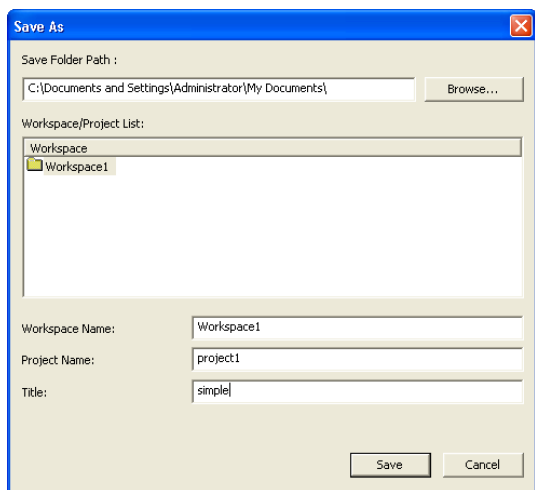 Save As
Save Folder Path :
C:\Documents and Settings\Administrator\My Documents\
Browse...
Workspace/Project List:
Workspace
Workspace1
Workspace Name: Workspace1
Project Name: project1
Title: simple
Save Cancel